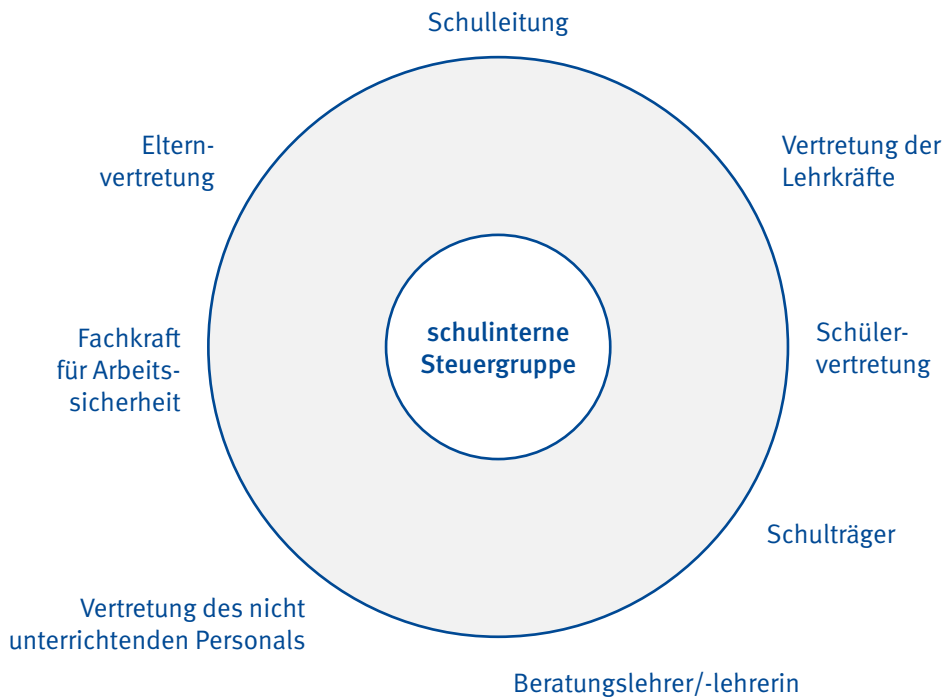 Schulleitung
Eltern-
vertretung
Vertretung der
Lehrkräfte
Fachkraft
für Arbeits-
sicherheit
schulinterne
Steuergruppe
Schüler-
vertretung
Schulträger
Vertretung des nicht
unterrichtenden Personals
Beratungslehrer/-lehrerin